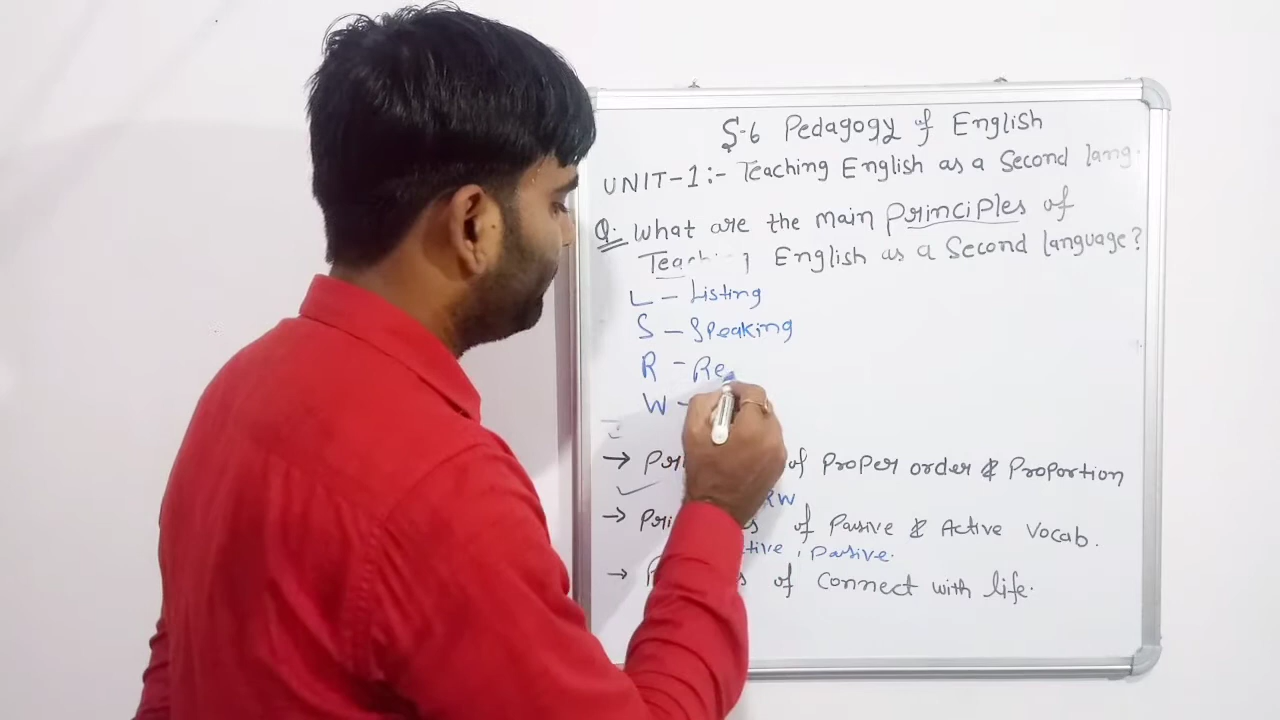 S-6 Pedagogy of English
UNIT-1:- Teaching English as a Second lang.
Q. What are the main Principles of
English as a Second language?
L - Listing
S - Speaking
R - Re
W -
→ of Proper order & Proportion
RW
→ of Passive & Active Vocab.
, Passive.
→ of Connect with life.